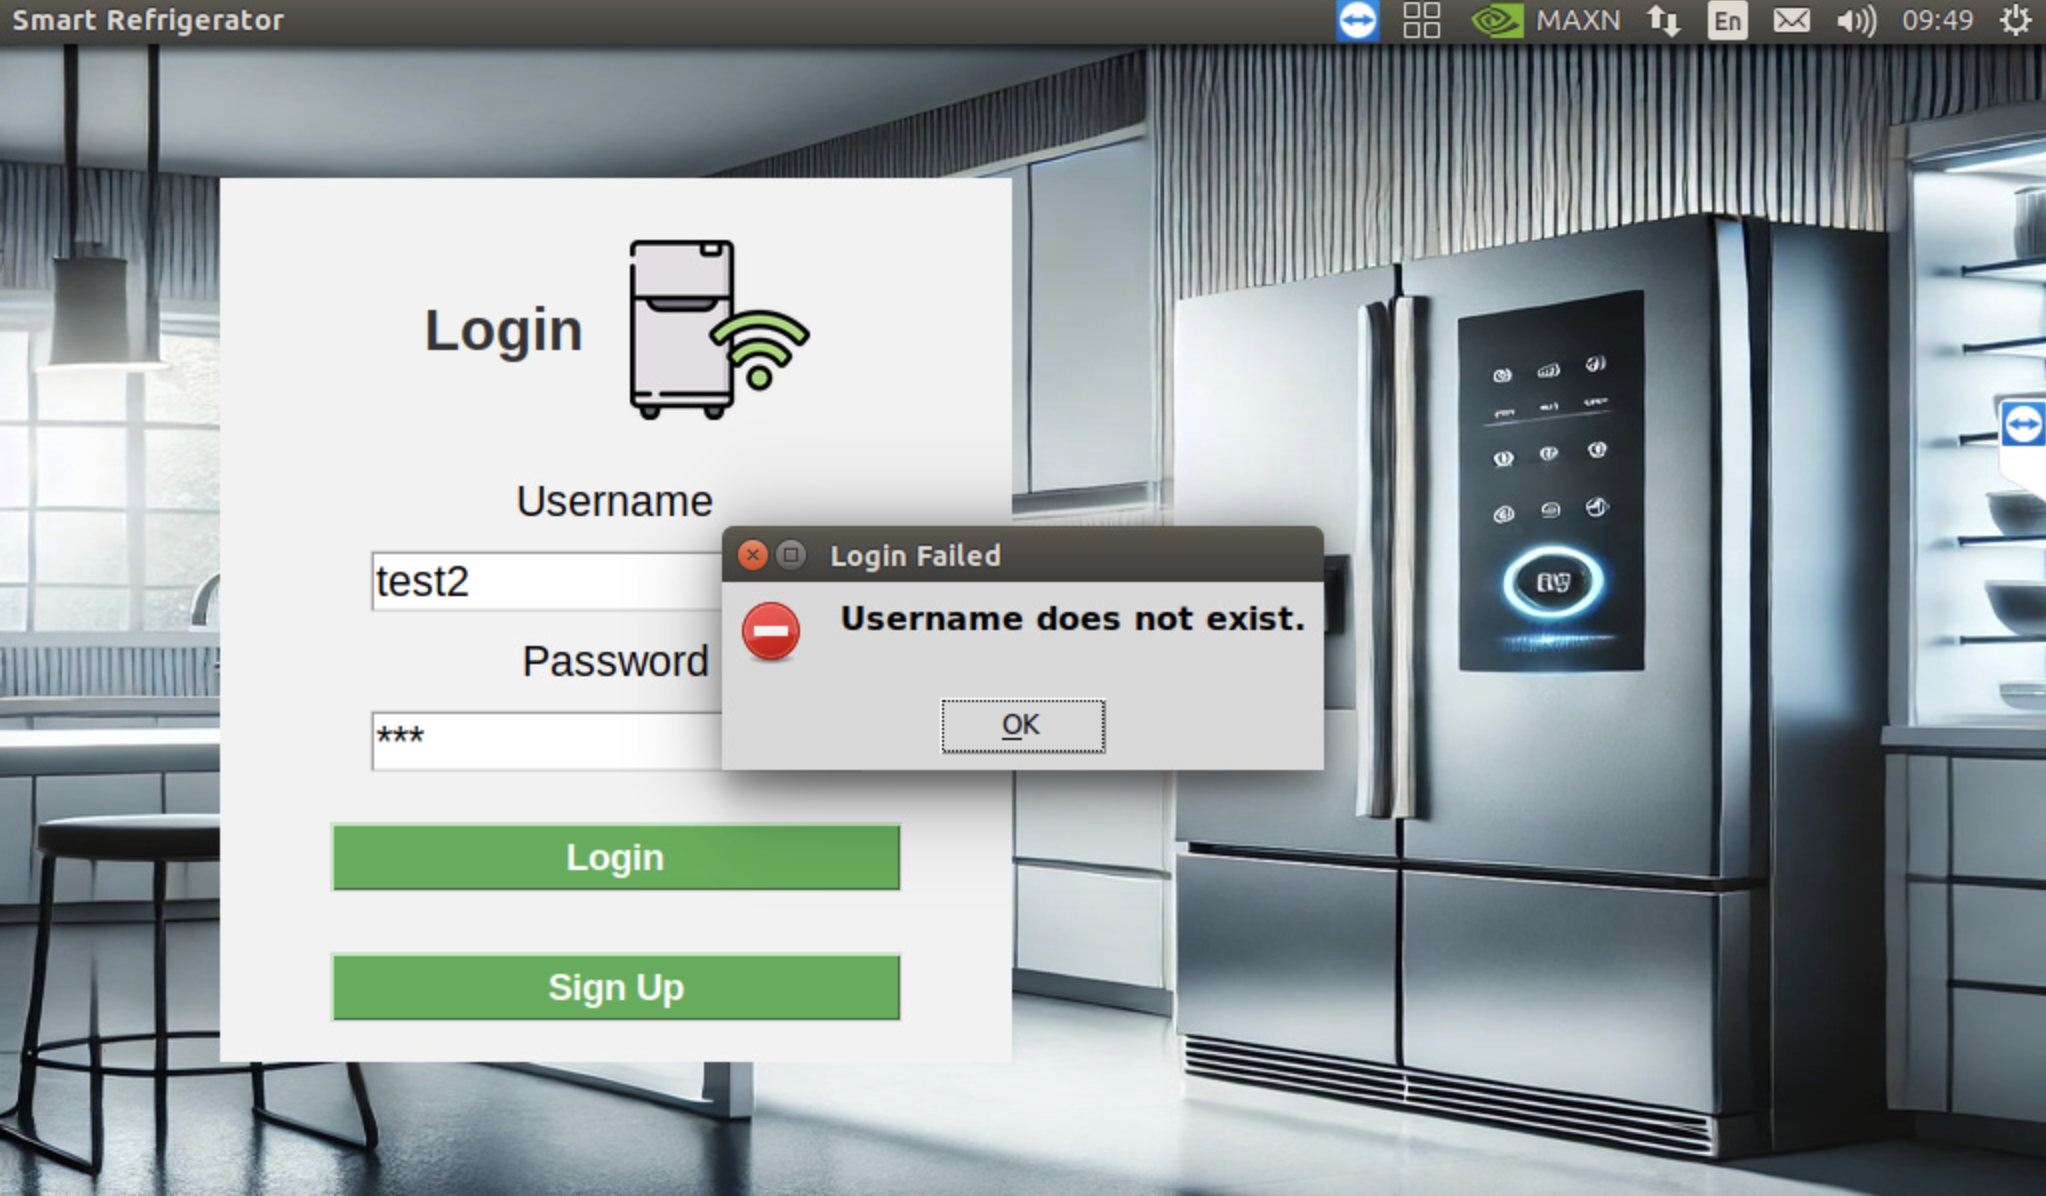 Smart Refrigerator
MAXN
En
09:49
Login
Username
test2
Password
***
Login
Sign Up
Login Failed
Username does not exist.
OK